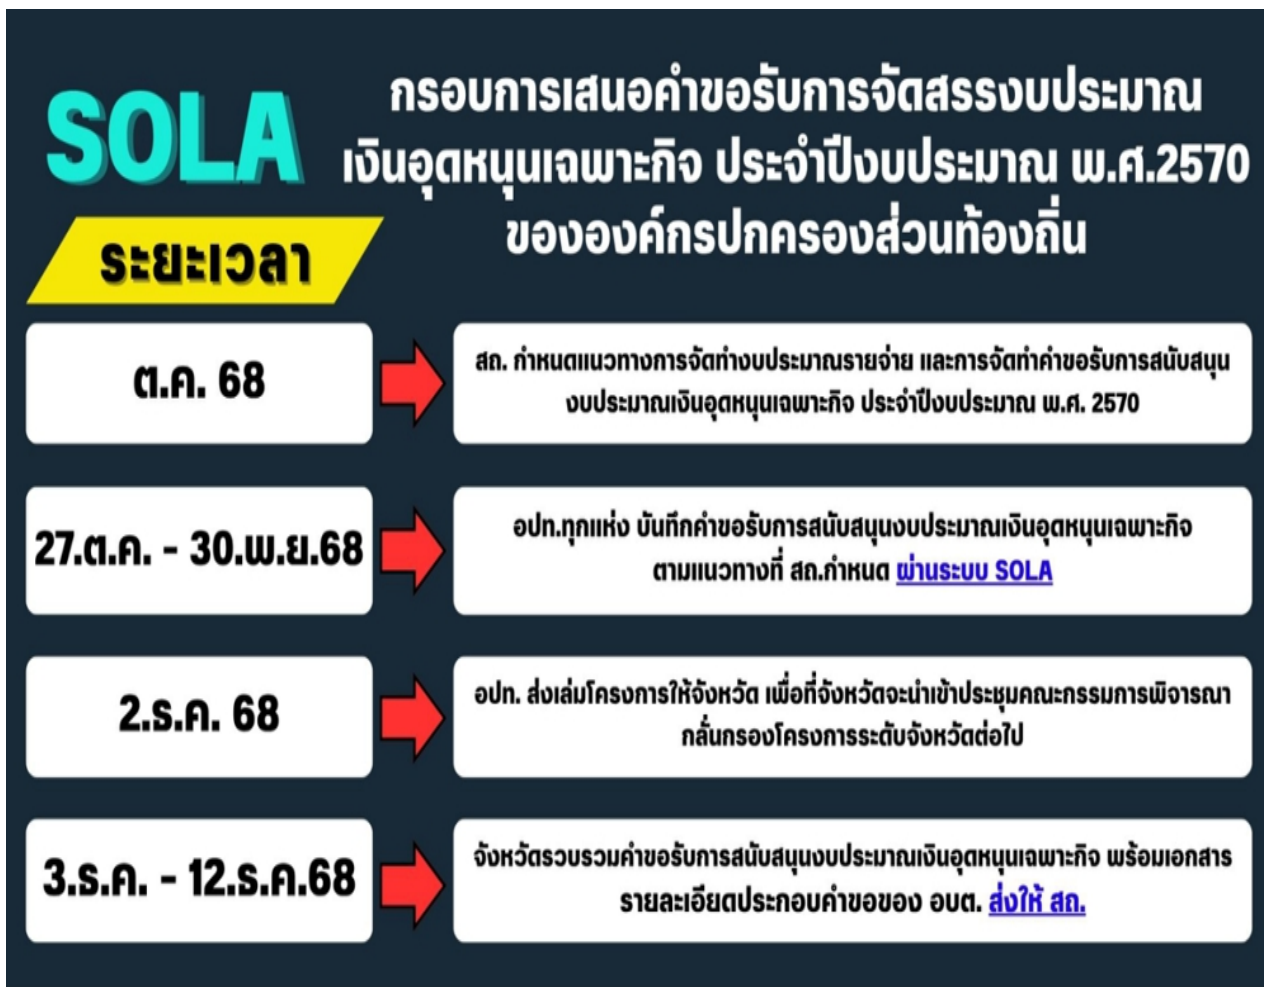 SOLA
กรอบการเสนอคำขอรับการจัดสรรงบประมาณ
เงินอุดหนุนเฉพาะกิจ ประจำปีงบประมาณ พ.ศ.2570
ขององค์กรปกครองส่วนท้องถิ่น
ระยะเวลา
ต.ค. 68
สถ. กำหนดแนวทางการจัดทำงบประมาณรายจ่าย และการจัดทำคำขอรับการสนับสนุน
งบประมาณเงินอุดหนุนเฉพาะกิจ ประจำปีงบประมาณ พ.ศ. 2570
27.ต.ค. - 30.พ.ย.68
อปท.ทุกแห่ง บันทึกคำขอรับการสนับสนุนงบประมาณเงินอุดหนุนเฉพาะกิจ
ตามแนวทางที่ สถ.กำหนด ผ่านระบบ SOLA
2.ธ.ค. 68
อปท. ส่งเล่มโครงการให้จังหวัด เพื่อที่จังหวัดจะนำเข้าประชุมคณะกรรมการพิจารณา
กลั่นกรองโครงการระดับจังหวัดต่อไป
3.ธ.ค. - 12.ธ.ค.68
จังหวัดรวบรวมคำขอรับการสนับสนุนงบประมาณเงินอุดหนุนเฉพาะกิจ พร้อมเอกสาร
รายละเอียดประกอบคำขอของ อบต. ส่งให้ สถ.